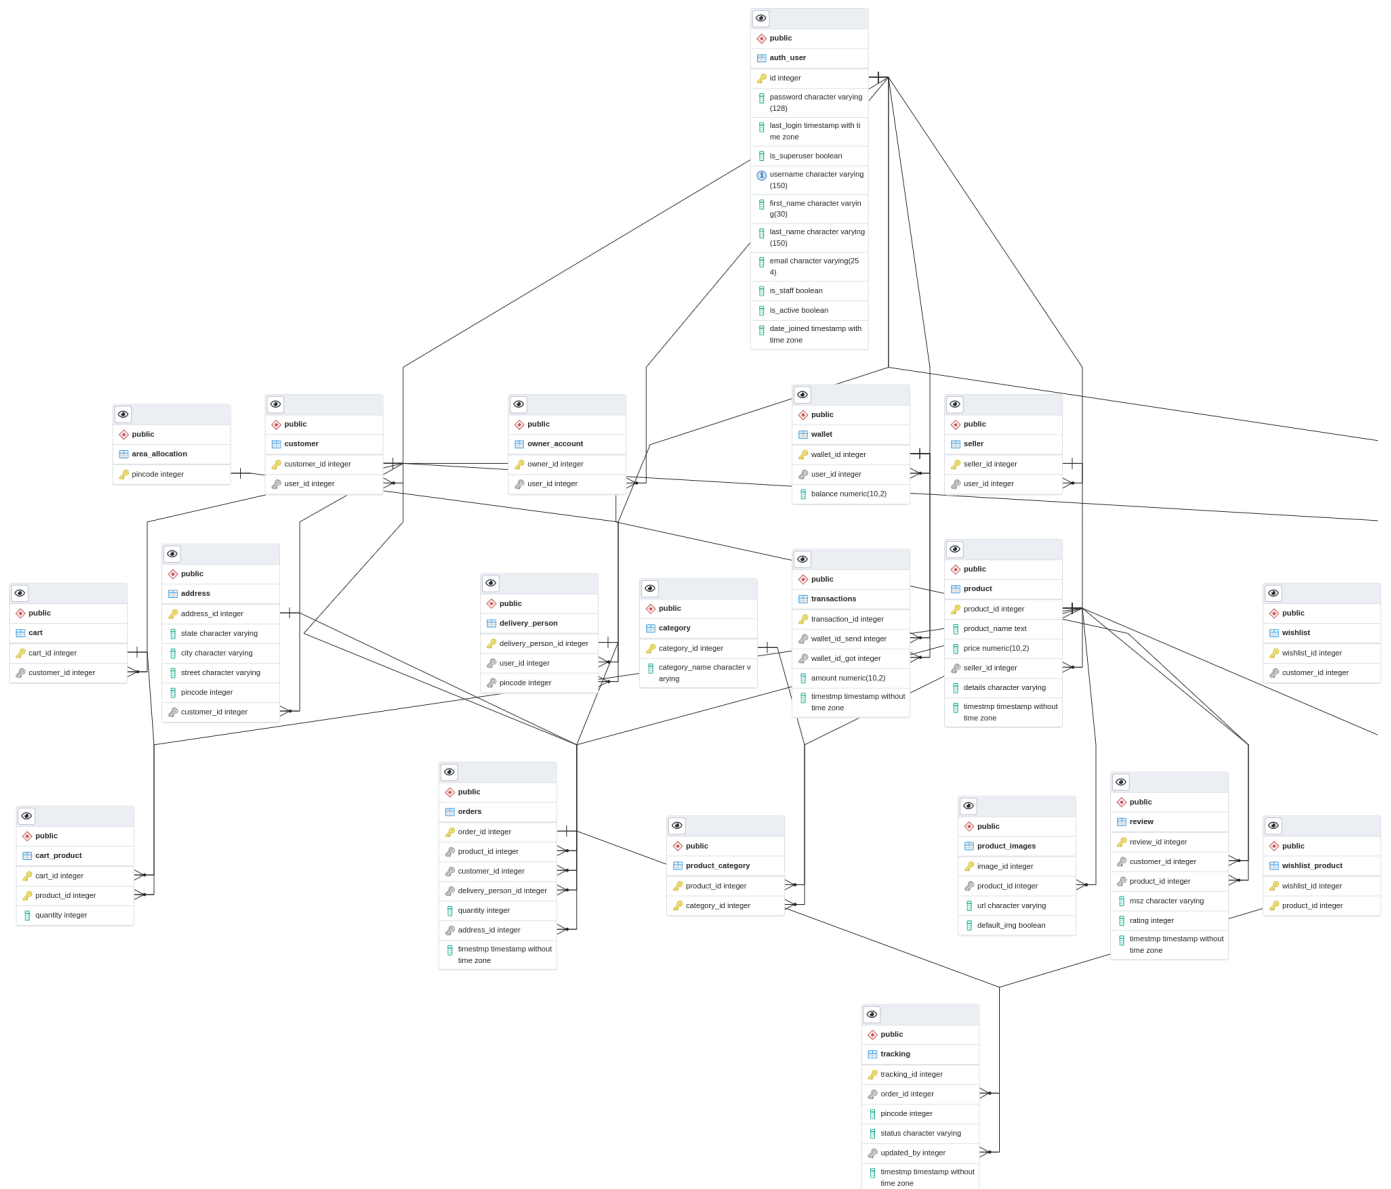 public
auth_user
id integer
password character varying
(128)
last_login timestamp with ti
me zone
is_superuser boolean
username character varying
(150)
first_name character varyin
g(30)
last_name character varying
(150)
email character varying(25
4)
is_staff boolean
is_active boolean
date_joined timestamp with
time zone
public
area_allocation
pincode integer
public
customer
customer_id integer
user_id integer
public
owner_account
owner_id integer
user_id integer
public
wallet
wallet_id integer
user_id integer
balance numeric(10,2)
public
seller
seller_id integer
user_id integer
public
cart
cart_id integer
customer_id integer
public
address
address_id integer
state character varying
city character varying
street character varying
pincode integer
customer_id integer
public
delivery_person
delivery_person_id integer
user_id integer
pincode integer
public
category
category_id integer
category_name character v
arying
public
transactions
transaction_id integer
wallet_id_send integer
wallet_id_got integer
amount numeric(10,2)
timestmp timestamp without
time zone
public
product
product_id integer
product_name text
price numeric(10,2)
seller_id integer
details character varying
timestmp timestamp without
time zone
public
wishlist
wishlist_id integer
customer_id integer
public
cart_product
cart_id integer
product_id integer
quantity integer
public
orders
order_id integer
product_id integer
customer_id integer
delivery_person_id integer
quantity integer
address_id integer
timestmp timestamp without
time zone
public
product_category
product_id integer
category_id integer
public
product_images
image_id integer
product_id integer
url character varying
default_img boolean
public
review
review_id integer
customer_id integer
product_id integer
msz character varying
rating integer
timestmp timestamp without
time zone
public
wishlist_product
wishlist_id integer
product_id integer
public
tracking
tracking_id integer
order_id integer
pincode integer
status character varying
updated_by integer
timestmp timestamp without
time zone